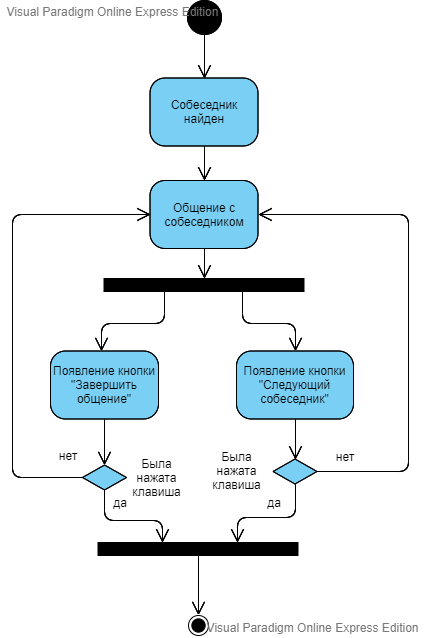 Visual Paradigm Online Express Edition
Собеседник
найден
Общение с
собеседником
Появление кнопки
"Завершить
общение"
Появление кнопки
"Следующий
собеседник"
нет
Была
нажата
клавиша
да
Была
нажата
клавиша
нет
да
Visual Paradigm Online Express Edition